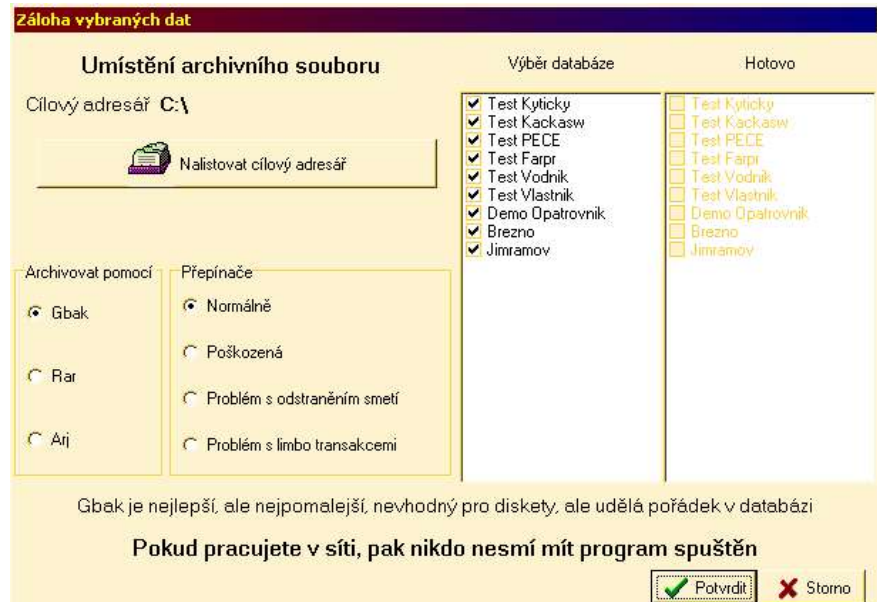 Záloha vybraných dat
Umístění archivního souboru
Cílový adresář C:\
Nalistovat cílový adresář
Výběr databáze
Test Kyticky
Test Kackasw
Test PECE
Test Farpr
Test Vodnik
Test Vlastnik
Demo Opatrovnik
Brezno
Jimramov
Hotovo
Test Kyticky
Test Kackasw
Test PECE
Test Farpr
Test Vodnik
Test Vlastnik
Demo Opatrovnik
Brezno
Jimramov
Archivovat pomocí
Gbak
Rar
Arj
Přepínače
Normálně
Poškozená
Problém s odstraněním smetí
Problém s limbo transakcemi
Gbak je nejlepší, ale nejpomalejší, nevhodný pro diskety, ale udělá pořádek v databázi
Pokud pracujete v síti, pak nikdo nesmí mít program spuštěn
Potvrdit
Storno